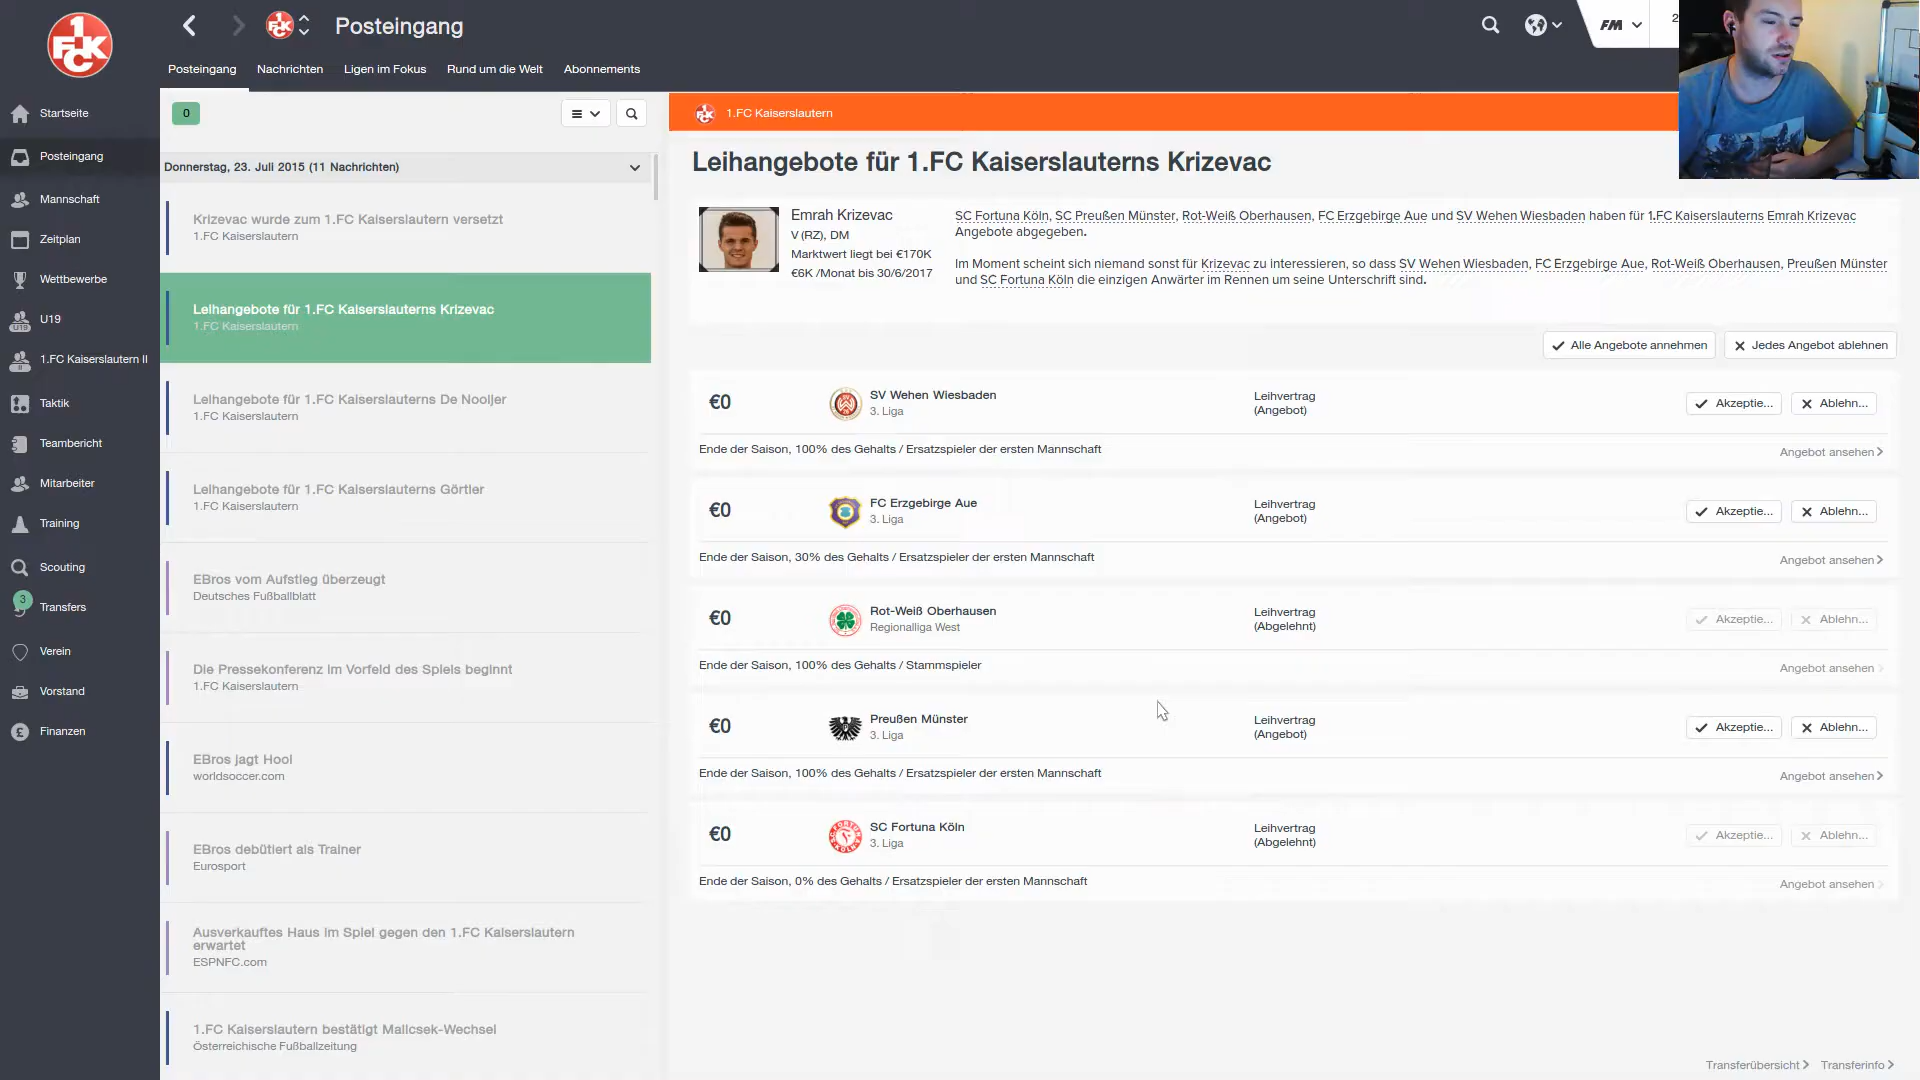 Posteingang
FM
2
Posteingang Nachrichten Ligen im Fokus Rund um die Welt Abonnements
Startseite
Posteingang
Mannschaft
Zeitplan
Wettbewerbe
U19
1.FC Kaiserslautern II
Taktik
Teambericht
Mitarbeiter
Training
Scouting
3
Transfers
Verein
Vorstand
Finanzen
0
Donnerstag, 23. Juli 2015 (11 Nachrichten)
Krizevac wurde zum 1.FC Kaiserslautern versetzt
1.FC Kaiserslautern
Leihangebote für 1.FC Kaiserslauterns Krizevac
1.FC Kaiserslautern
Leihangebote für 1.FC Kaiserslauterns De Nooijer
1.FC Kaiserslautern
Leihangebote für 1.FC Kaiserslauterns Görtler
1.FC Kaiserslautern
EBros vom Aufstieg überzeugt
Deutsches Fußballblatt
Die Pressekonferenz im Vorfeld des Spiels beginnt
1.FC Kaiserslautern
EBros jagt Hool
worldsoccer.com
EBros debütiert als Trainer
Eurosport
Ausverkauftes Haus im Spiel gegen den 1.FC Kaiserslautern
erwartet
ESPNFC.com
1.FC Kaiserslautern bestätigt Malicsek-Wechsel
Österreichische Fußballzeitung
1.FC Kaiserslautern
Leihangebote für 1.FC Kaiserslauterns Krizevac
Emrah Krizevac
V (RZ), DM
Marktwert liegt bei €170K
€6K /Monat bis 30/6/2017
SC Fortuna Köln, SC Preußen Münster, Rot-Weiß Oberhausen, FC Erzgebirge Aue und SV Wehen Wiesbaden haben für 1.FC Kaiserslauterns Emrah Krizevac
Angebote abgegeben.
Im Moment scheint sich niemand sonst für Krizevac zu interessieren, so dass SV Wehen Wiesbaden, FC Erzgebirge Aue, Rot-Weiß Oberhausen, Preußen Münster
und SC Fortuna Köln die einzigen Anwärter im Rennen um seine Unterschrift sind.
Alle Angebote annehmen Jedes Angebot ablehnen
€0 SV Wehen Wiesbaden Leihvertrag Akzeptie... Ablehn...
3. Liga (Angebot)
Ende der Saison, 100% des Gehalts / Ersatzspieler der ersten Mannschaft Angebot ansehen
€0 FC Erzgebirge Aue Leihvertrag Akzeptie... Ablehn...
3. Liga (Angebot)
Ende der Saison, 30% des Gehalts / Ersatzspieler der ersten Mannschaft Angebot ansehen
€0 Rot-Weiß Oberhausen Leihvertrag Akzeptie... Ablehn...
Regionalliga West (Abgelehnt)
Ende der Saison, 100% des Gehalts / Stammspieler Angebot ansehen
€0 Preußen Münster Leihvertrag Akzeptie... Ablehn...
3. Liga (Angebot)
Ende der Saison, 100% des Gehalts / Ersatzspieler der ersten Mannschaft Angebot ansehen
€0 SC Fortuna Köln Leihvertrag Akzeptie... Ablehn...
3. Liga (Abgelehnt)
Ende der Saison, 0% des Gehalts / Ersatzspieler der ersten Mannschaft Angebot ansehen
Transferübersicht Transferinfo